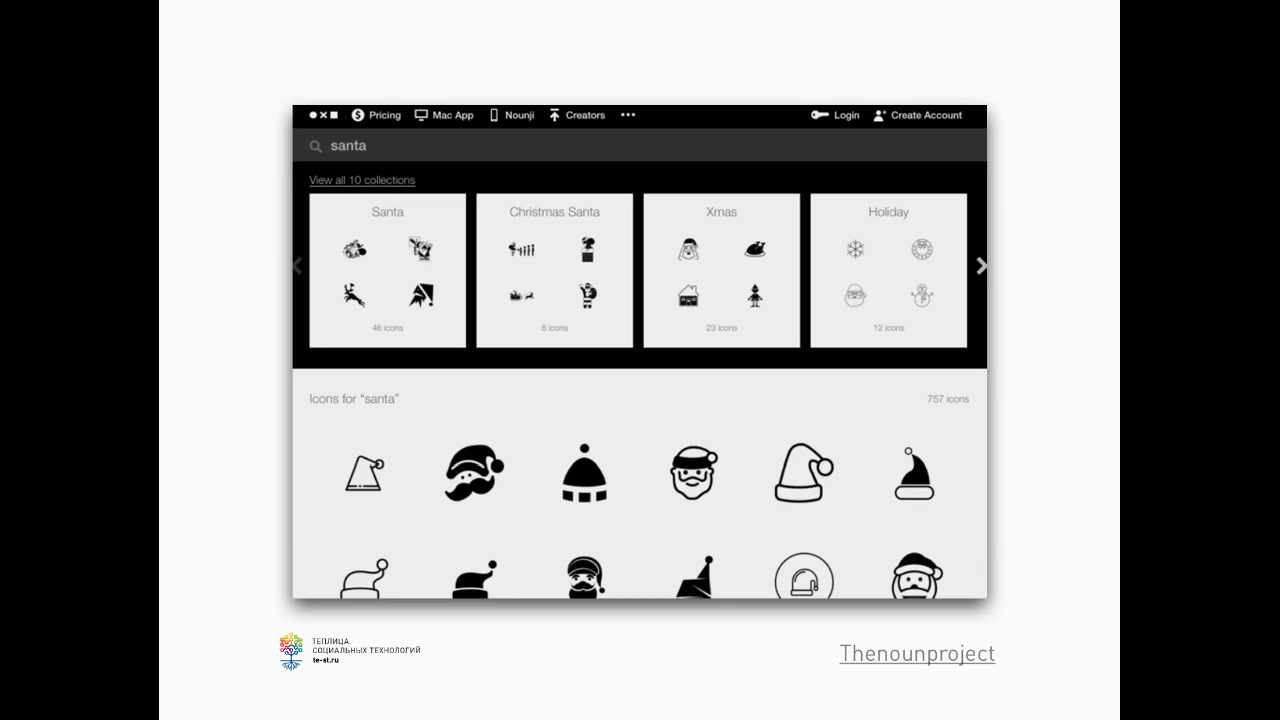 Pricing Mac App Nounji Creators ••• Login Create Account
santa
View all 10 collections
Santa Christmas Santa Xmas Holiday
46 icons 8 icons 23 icons 12 icons
Icons for “santa” 757 icons
ТЕПЛИЦА
СОЦИАЛЬНЫХ ТЕХНОЛОГИЙ
te-st.ru
Thenounproject